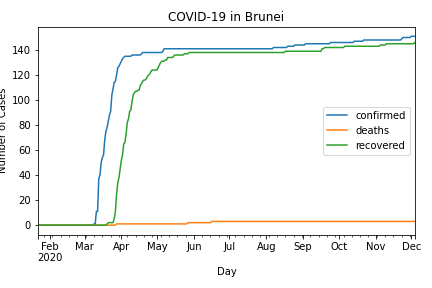 COVID-19 in Brunei
Number of Cases
140
120
100
80
60
40
20
0
confirmed
deaths
recovered
Feb Mar Apr May Jun Jul Aug Sep Oct Nov Dec
2020
Day